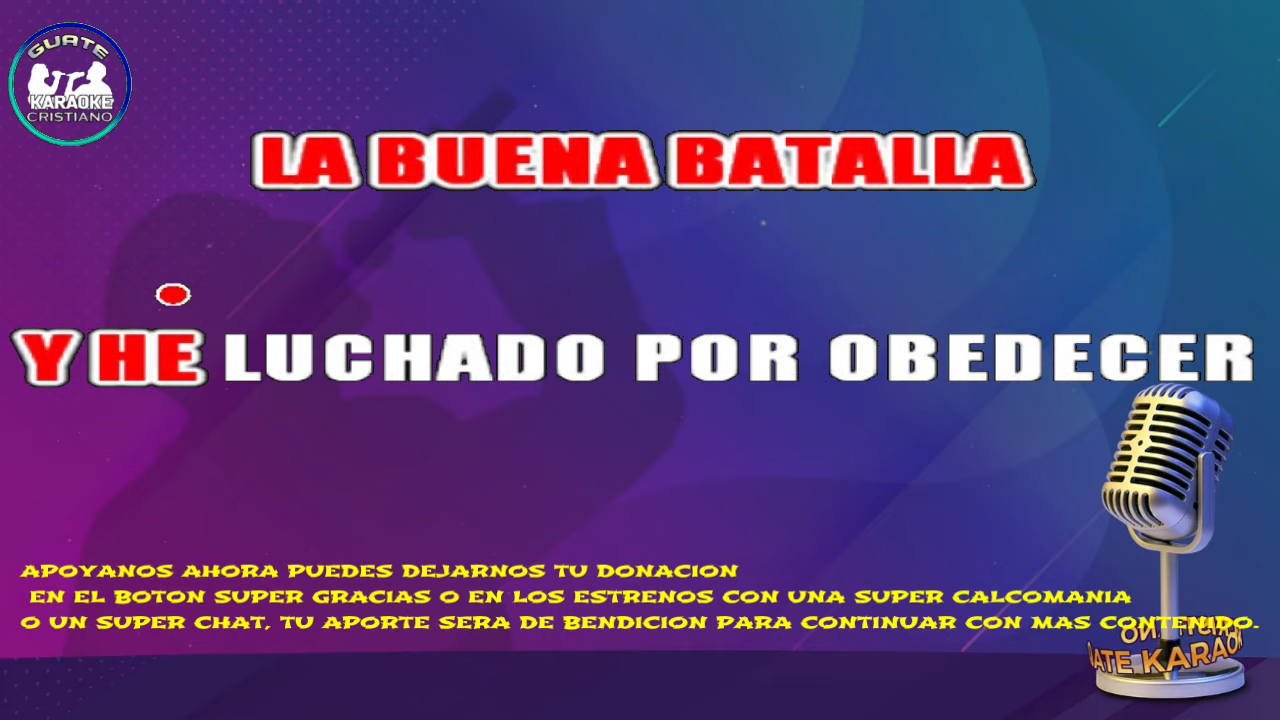 GUATE
KARAOKE
CRISTIANO
LA BUENA BATALLA
Y HE LUCHADO POR OBEDECER
APOYANOS AHORA PUEDES DEJARNOS TU DONACION
EN EL BOTON SUPER GRACIAS O EN LOS ESTRENOS CON UNA SUPER CALCOMANIA
O UN SUPER CHAT, TU APORTE SERA DE BENDICION PARA CONTINUAR CON MAS CONTENIDO.